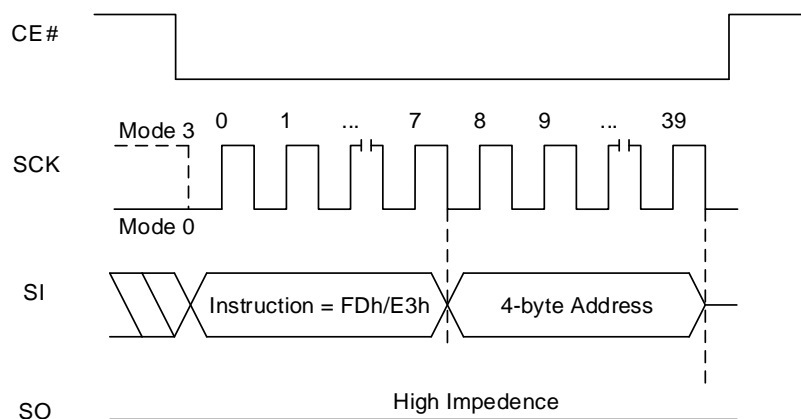 CE#
0 1 ... 7 8 9 ... 39
Mode 3
SCK
Mode 0
SI
Instruction = FDh/E3h
4-byte Address
High Impedence
SO